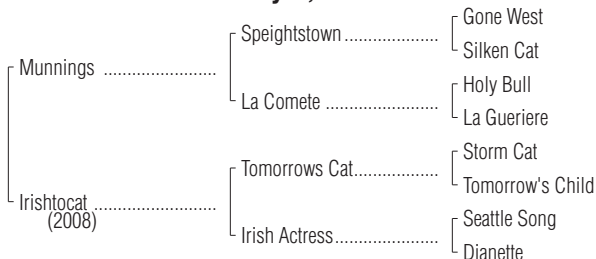 Gone West
Speightstown
Silken Cat
Munnings
Holy Bull
La Comete
La Gueriere
Storm Cat
Tomorrows Cat
Tomorrow's Child
Irishtocat
(2008)
Seattle Song
Irish Actress
Dianette